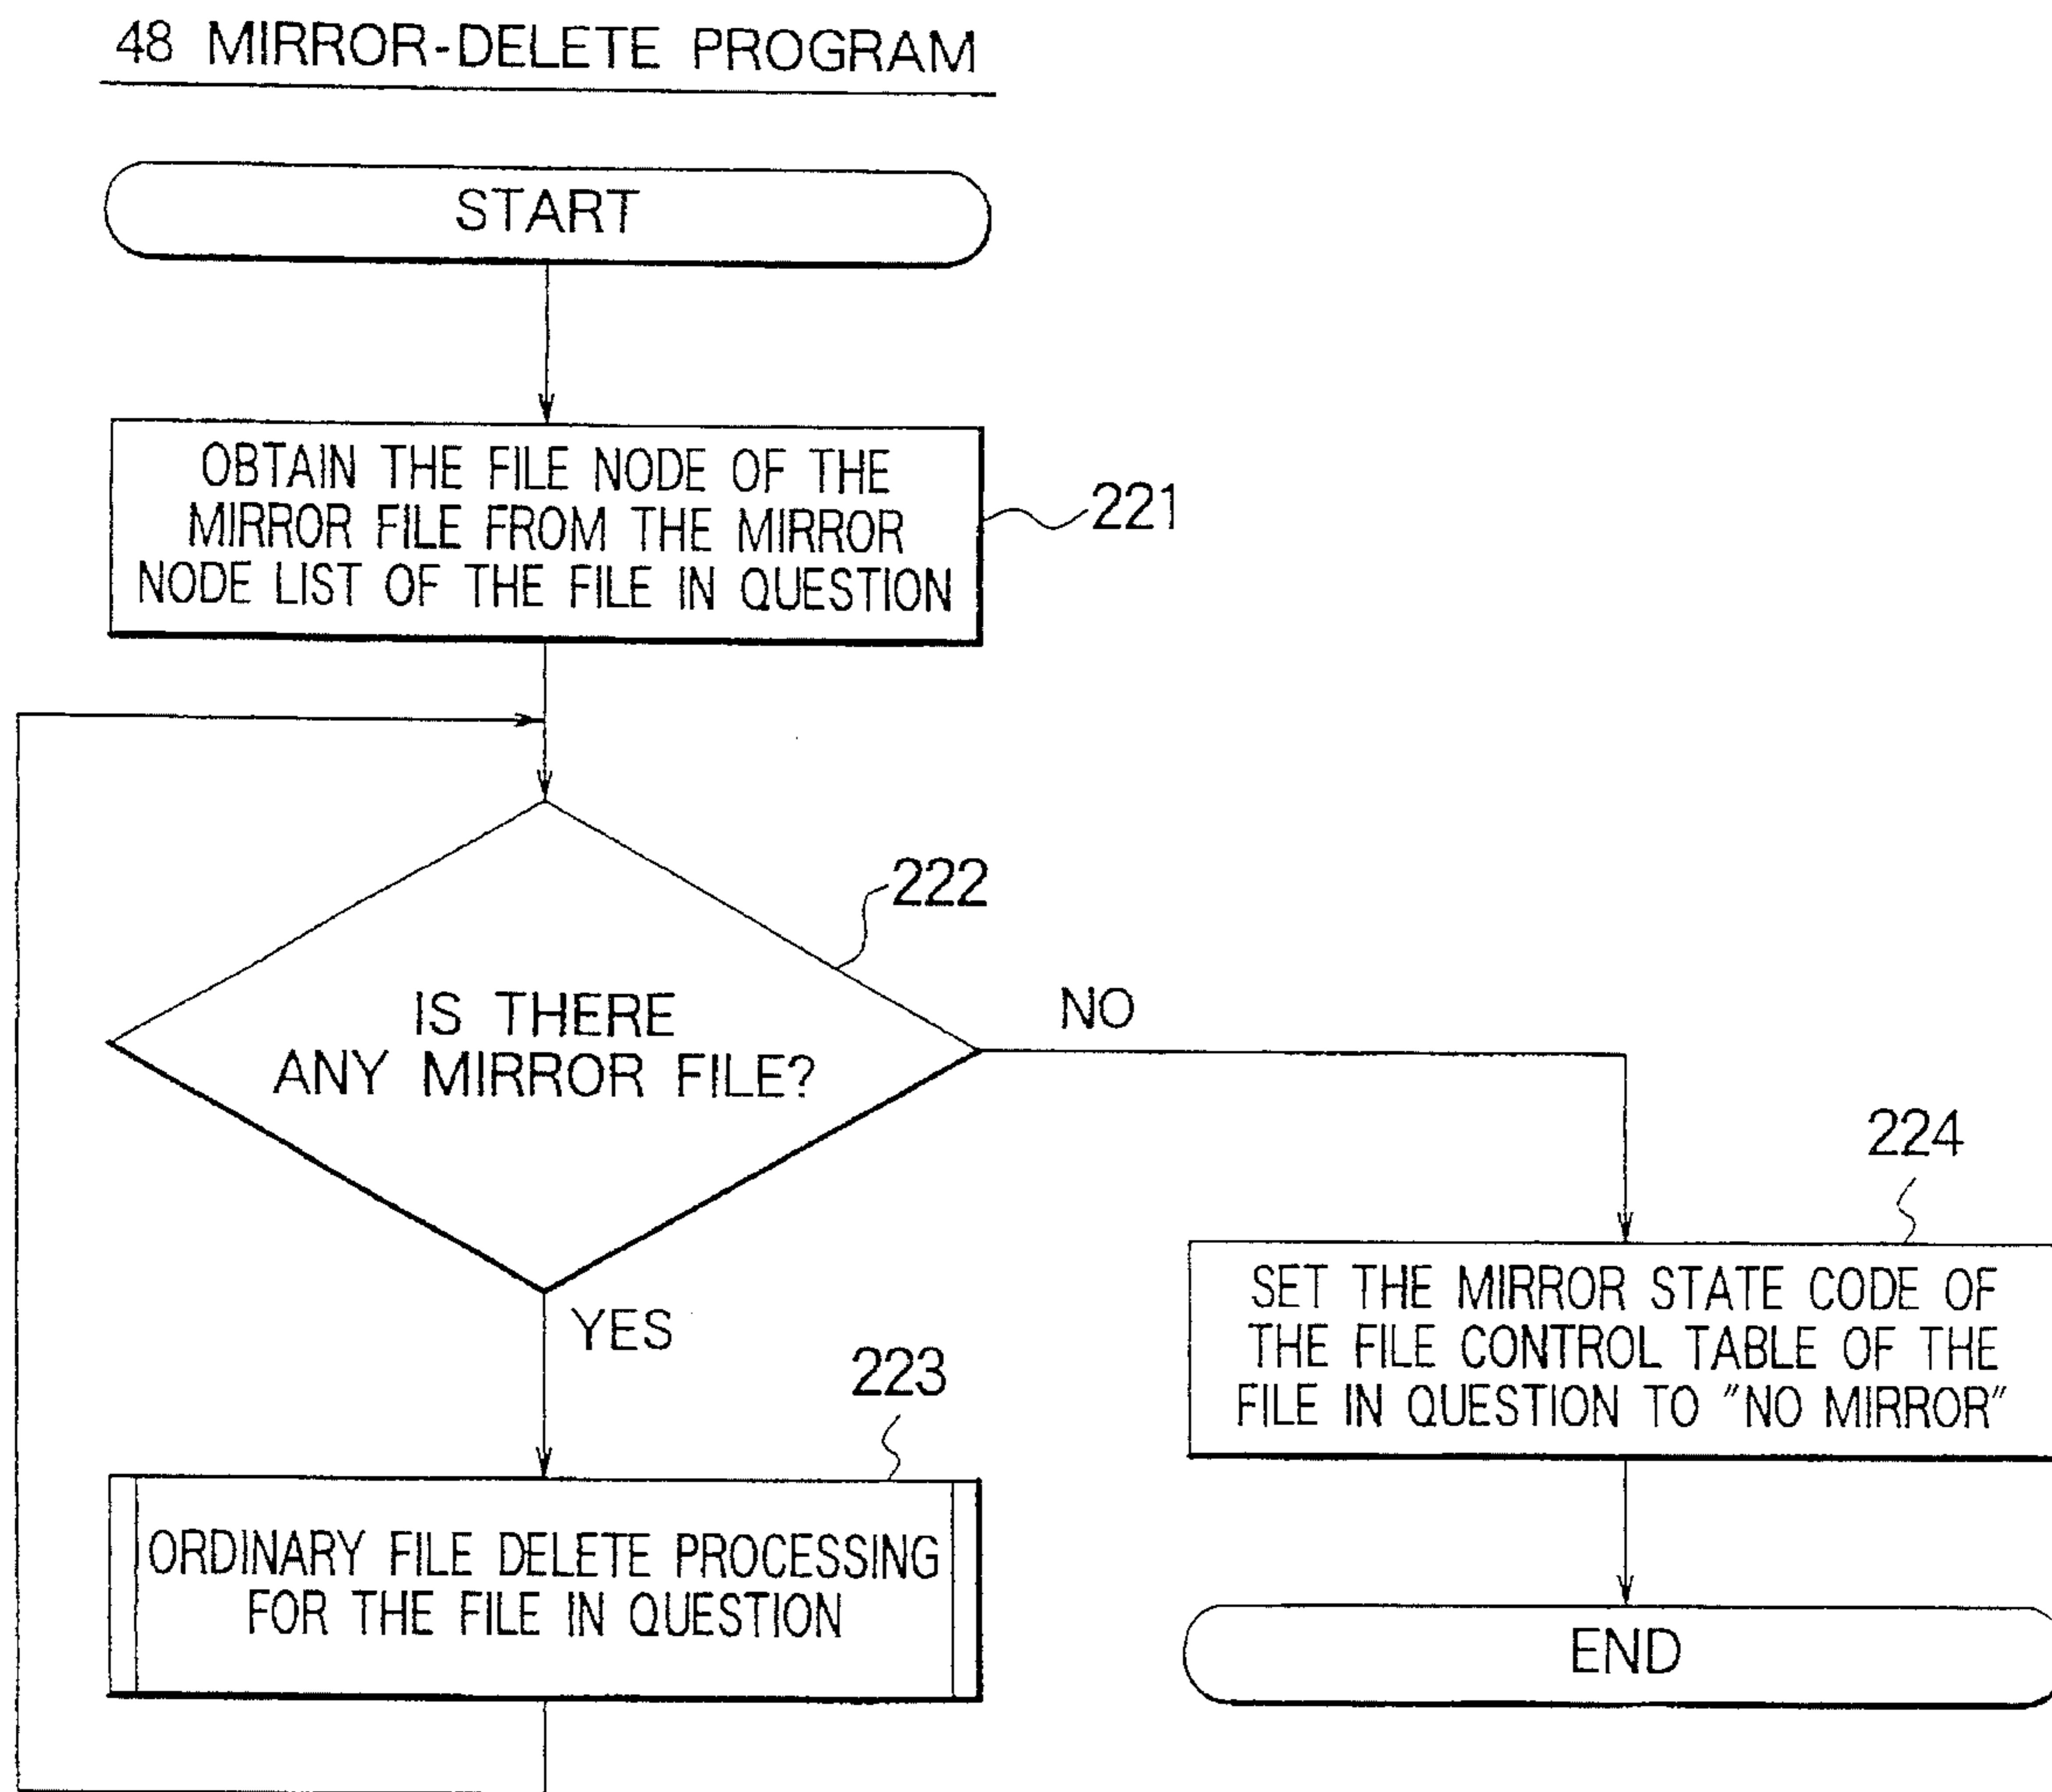 48 MIRROR-DELETE PROGRAM
START
OBTAIN THE FILE NODE OF THE
MIRROR FILE FROM THE MIRROR
NODE LIST OF THE FILE IN QUESTION
221
222
IS THERE
ANY MIRROR FILE?
NO
YES
223
ORDINARY FILE DELETE PROCESSING
FOR THE FILE IN QUESTION
224
SET THE MIRROR STATE CODE OF
THE FILE CONTROL TABLE OF THE
FILE IN QUESTION TO "NO MIRROR"
END